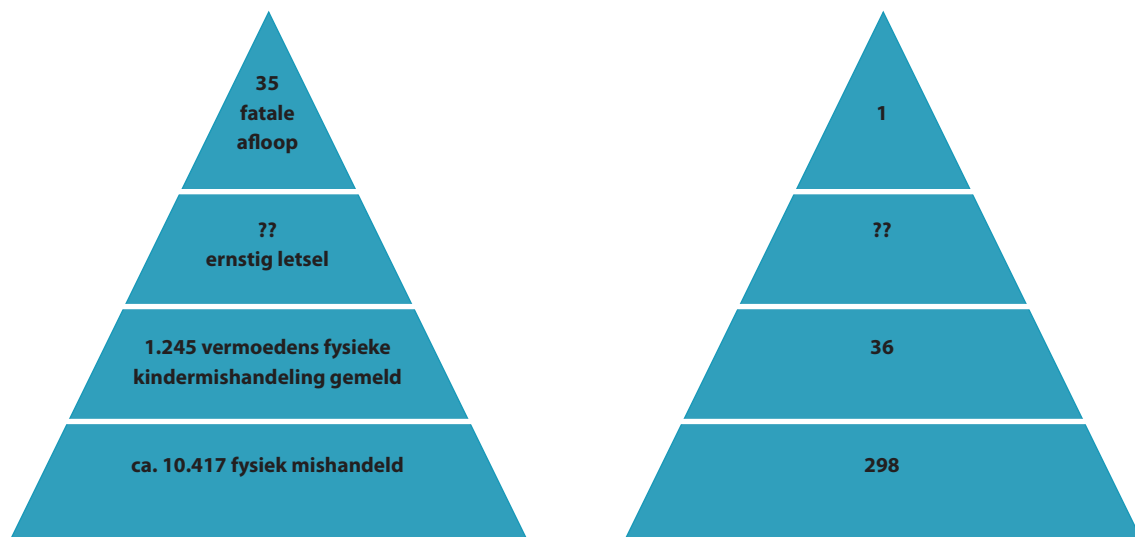 35
fatale
afloop
??
ernstig letsel
1.245 vermoedens fysieke
kindermishandeling gemeld
ca. 10.417 fysiek mishandeld
1
??
36
298